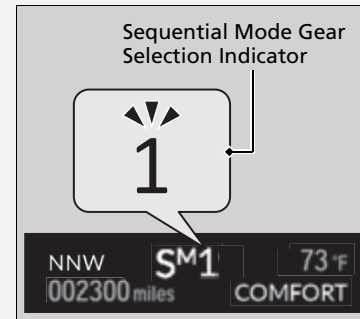 Sequential Mode Gear
Selection Indicator
1
NNW SM1 73 °F
002300 miles COMFORT